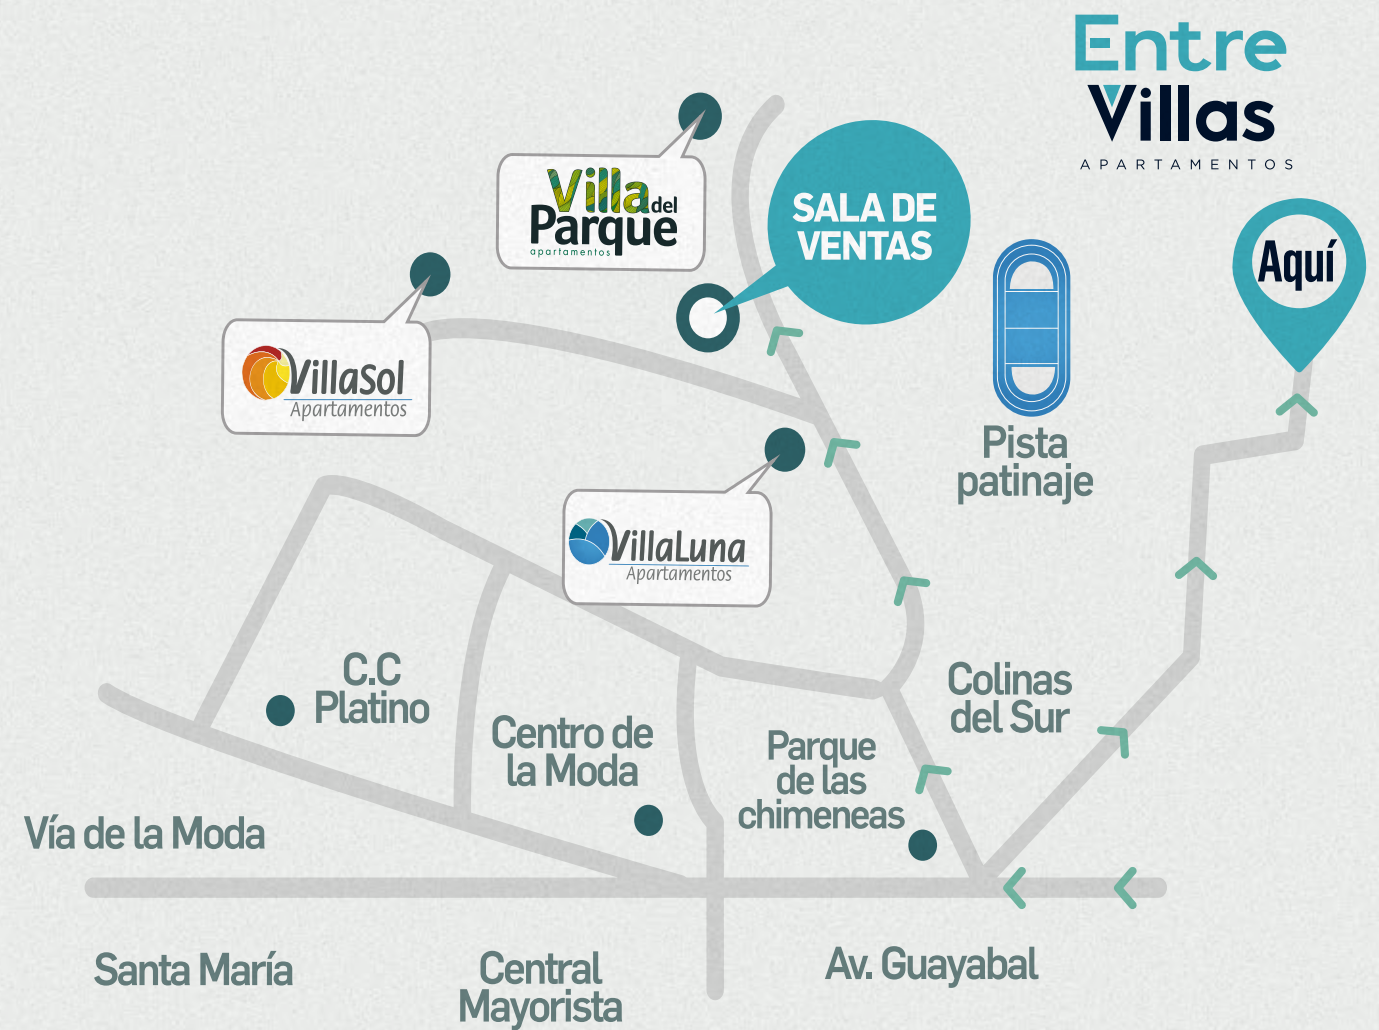 Entre
Villas
APARTAMENTOS
Villa del
Parque
apartamentos
SALA DE
VENTAS
Aquí
VillaSol
Apartamentos
Pista
patinaje
VillaLuna
Apartamentos
C.C
Platino
Colinas
del Sur
Centro de
la Moda
Parque
de las
chimeneas
Vía de la Moda
Santa María
Central
Mayorista
Av. Guayabal